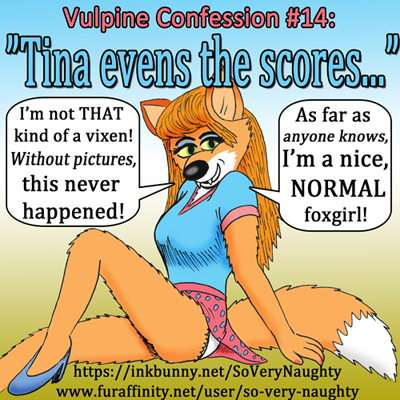 Vulpine Confession #14:
"Tina evens the scores..."
I'm not THAT
kind of a vixen!
Without pictures,
this never
happened!
As far as
anyone knows,
I'm a nice,
NORMAL
foxgirl!
https://inkbunny.net/SoVeryNaughty
www.furaffinity.net/user/so-very-naughty